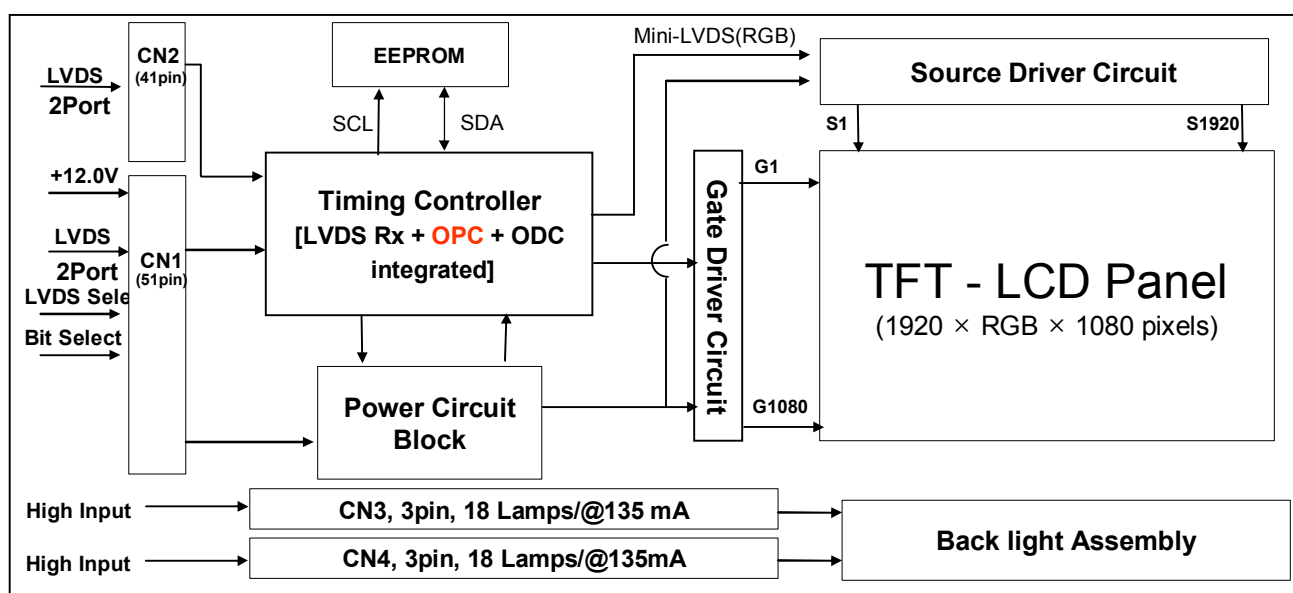 CN2
(41pin)
LVDS
2Port
EEPROM
SCL
SDA
Mini-LVDS(RGB)
Source Driver Circuit
S1
S1920
+12.0V
LVDS
2Port
CN1
(51pin)
LVDS Sele
Bit Select
Timing Controller
[LVDS Rx + OPC + ODC
integrated]
Gate Driver Circuit
G1
G1080
TFT - LCD Panel
(1920 × RGB × 1080 pixels)
Power Circuit
Block
High Input
CN3, 3pin, 18 Lamps/@135 mA
High Input
CN4, 3pin, 18 Lamps/@135mA
Back light Assembly